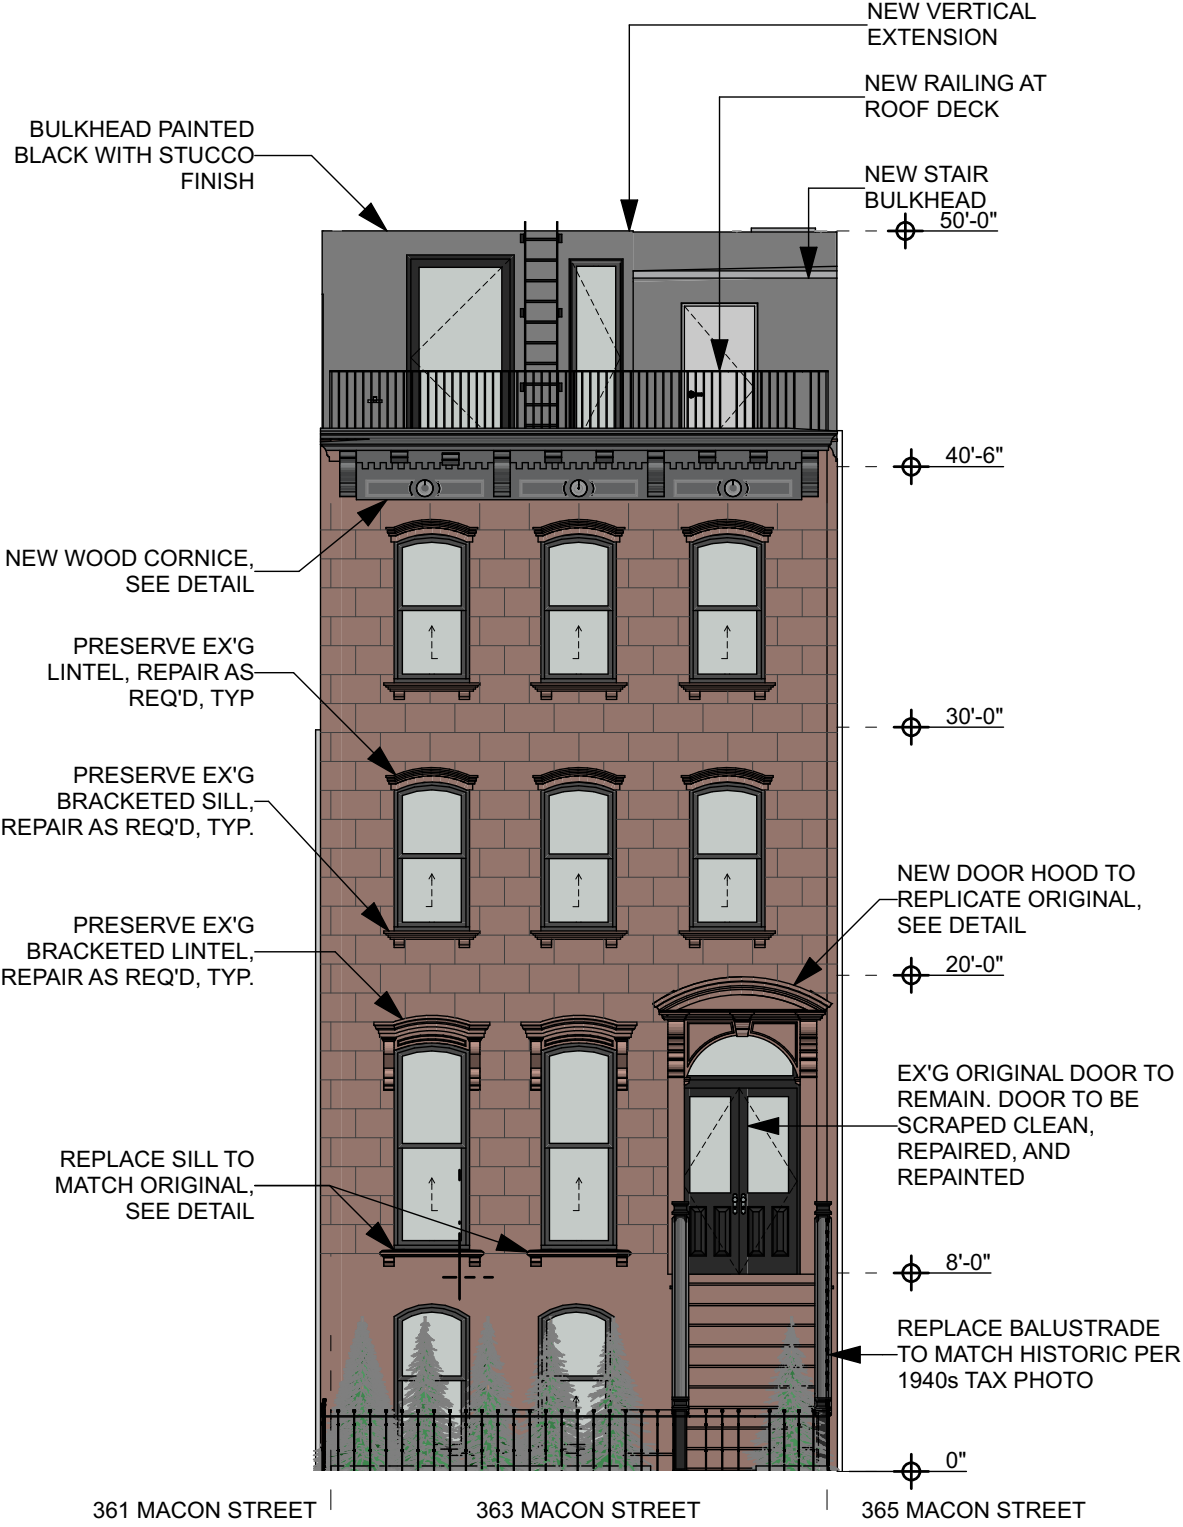 NEW VERTICAL
EXTENSION
NEW RAILING AT
ROOF DECK
BULKHEAD PAINTED
BLACK WITH STUCCO
FINISH
NEW STAIR
BULKHEAD
50'-0"
40'-6"
NEW WOOD CORNICE,
SEE DETAIL
PRESERVE EX'G
LINTEL, REPAIR AS
REQ'D, TYP
30'-0"
PRESERVE EX'G
BRACKETED SILL,
REPAIR AS REQ'D, TYP.
NEW DOOR HOOD TO
REPLICATE ORIGINAL,
SEE DETAIL
PRESERVE EX'G
BRACKETED LINTEL,
REPAIR AS REQ'D, TYP.
20'-0"
EX'G ORIGINAL DOOR TO
REMAIN. DOOR TO BE
SCRAPED CLEAN,
REPAIRED, AND
REPAINTED
REPLACE SILL TO
MATCH ORIGINAL,
SEE DETAIL
8'-0"
REPLACE BALUSTRADE
TO MATCH HISTORIC PER
1940s TAX PHOTO
0"
361 MACON STREET
363 MACON STREET
365 MACON STREET